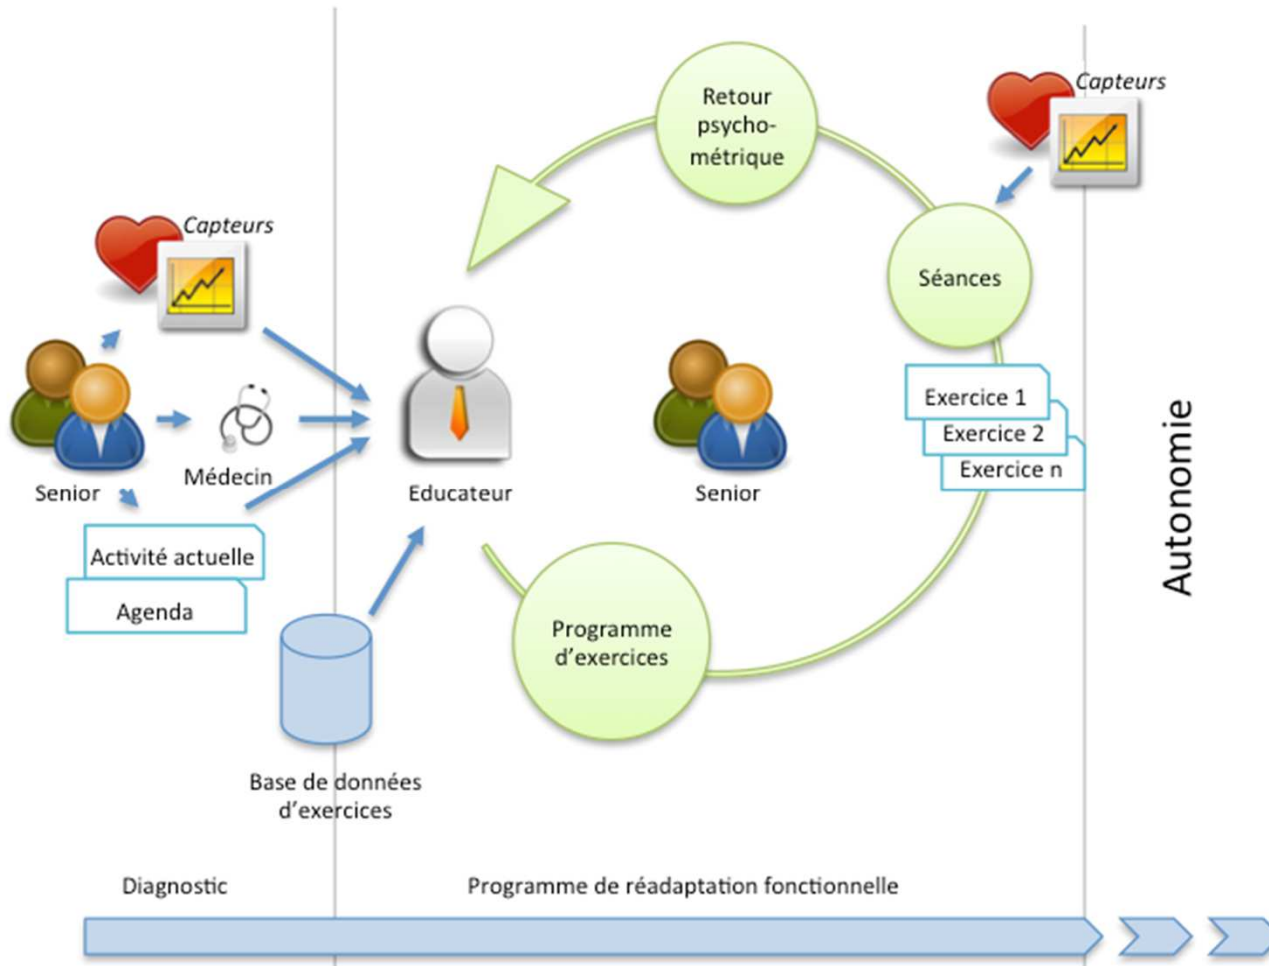 Capteurs
Senior
Médecin
Activité actuelle
Agenda
Base de données
d'exercices
Educateur
Retour
psycho-
métrique
Capteurs
Séances
Exercice 1
Exercice 2
Exercice n
Senior
Programme
d'exercices
Autonomie
Diagnostic
Programme de réadaptation fonctionnelle